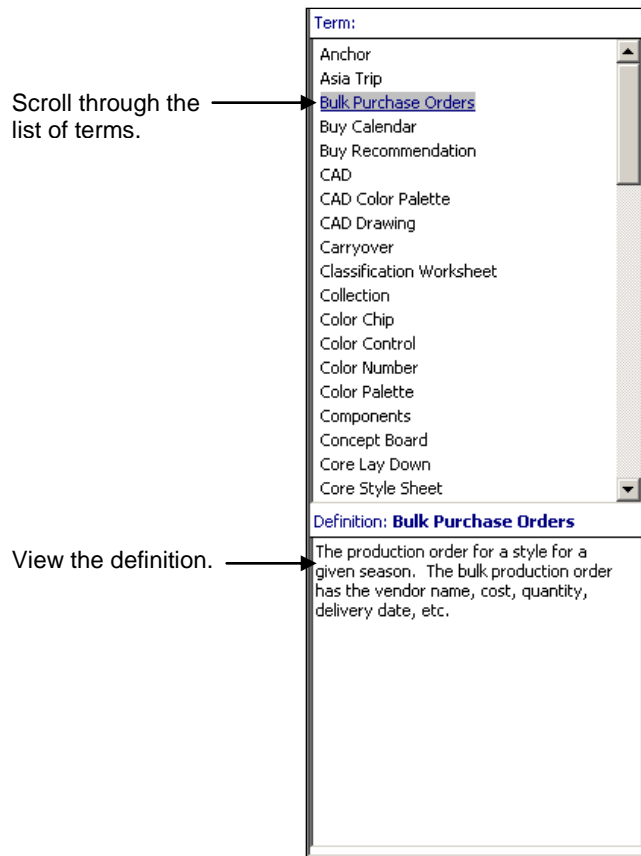 Term:
Anchor
Asia Trip
Scroll through the
list of terms.
Bulk Purchase Orders
Buy Calendar
Buy Recommendation
CAD
CAD Color Palette
CAD Drawing
Carryover
Classification Worksheet
Collection
Color Chip
Color Control
Color Number
Color Palette
Components
Concept Board
Core Lay Down
Core Style Sheet
Definition: Bulk Purchase Orders
View the definition.
The production order for a style for a
given season.  The bulk production order
has the vendor name, cost, quantity,
delivery date, etc.